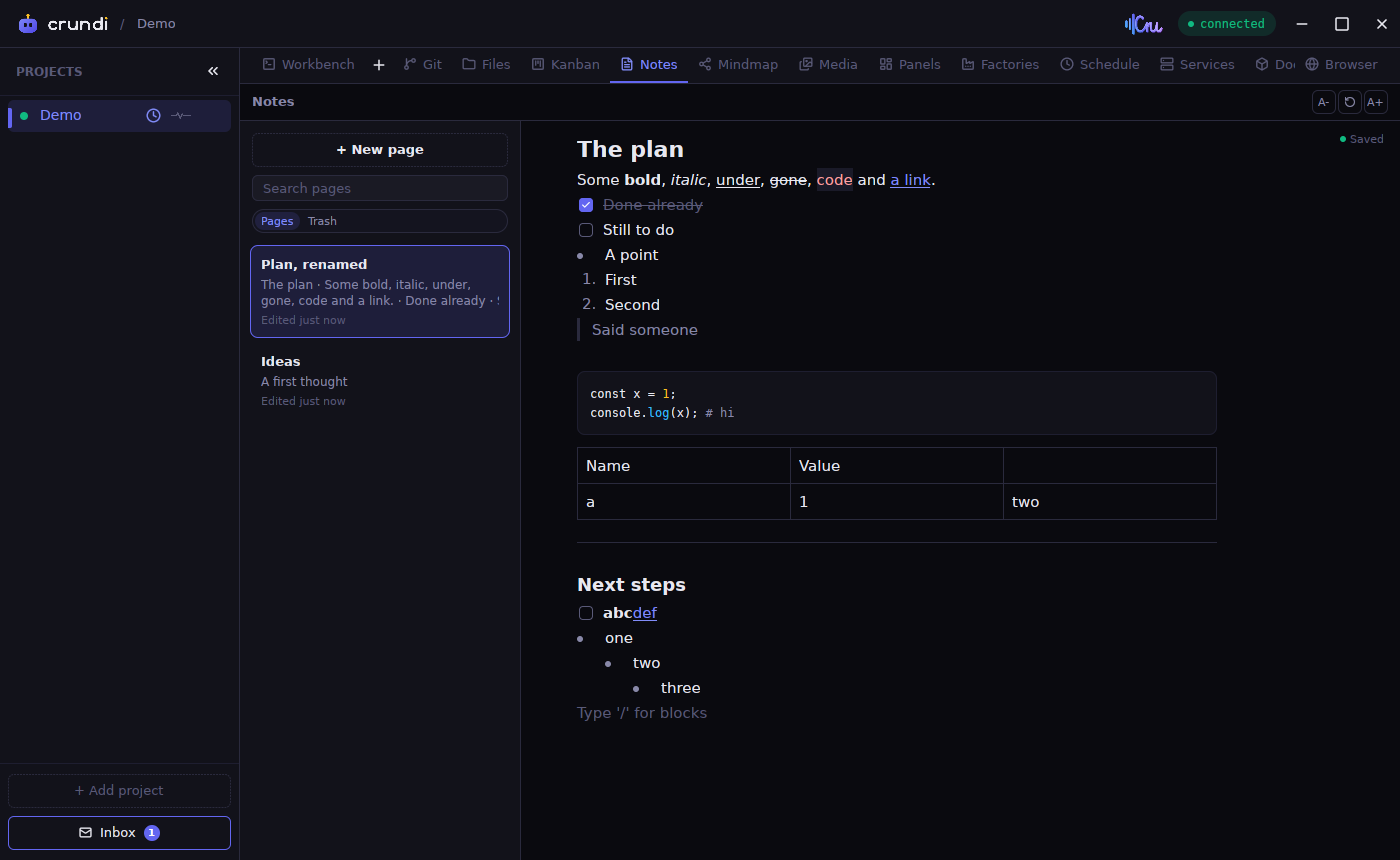 crundi / Demo
Cru
connected
PROJECTS
Workbench
Git
Files
Kanban
Notes
Mindmap
Media
Panels
Factories
Schedule
Services
Doc
Browser
Demo
Notes
A-
A+
+ New page
Search pages
Pages Trash
Plan, renamed
The plan · Some bold, italic, under,
gone, code and a link. · Done already ·
Edited just now
Ideas
A first thought
Edited just now
Saved
The plan
Some bold, italic, under, gone, code and a link.
Done already
Still to do
• A point
1. First
2. Second
Said someone
const x = 1;
console.log(x); # hi
Name Value
a 1 two
Next steps
abcdef
• one
• two
• three
Type '/' for blocks
+ Add project
Inbox 1